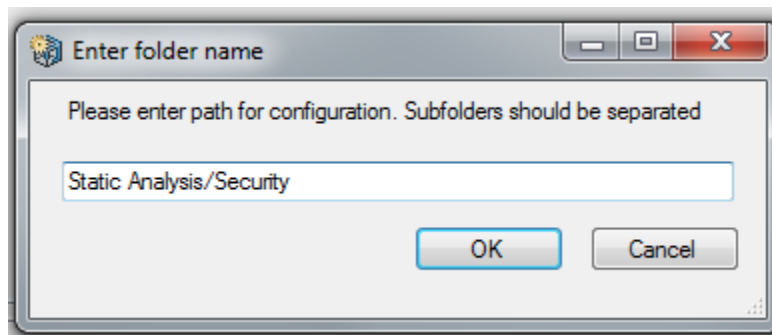 Enter folder name
Please enter path for configuration. Subfolders should be separated
Static Analysis/Security
OK
Cancel